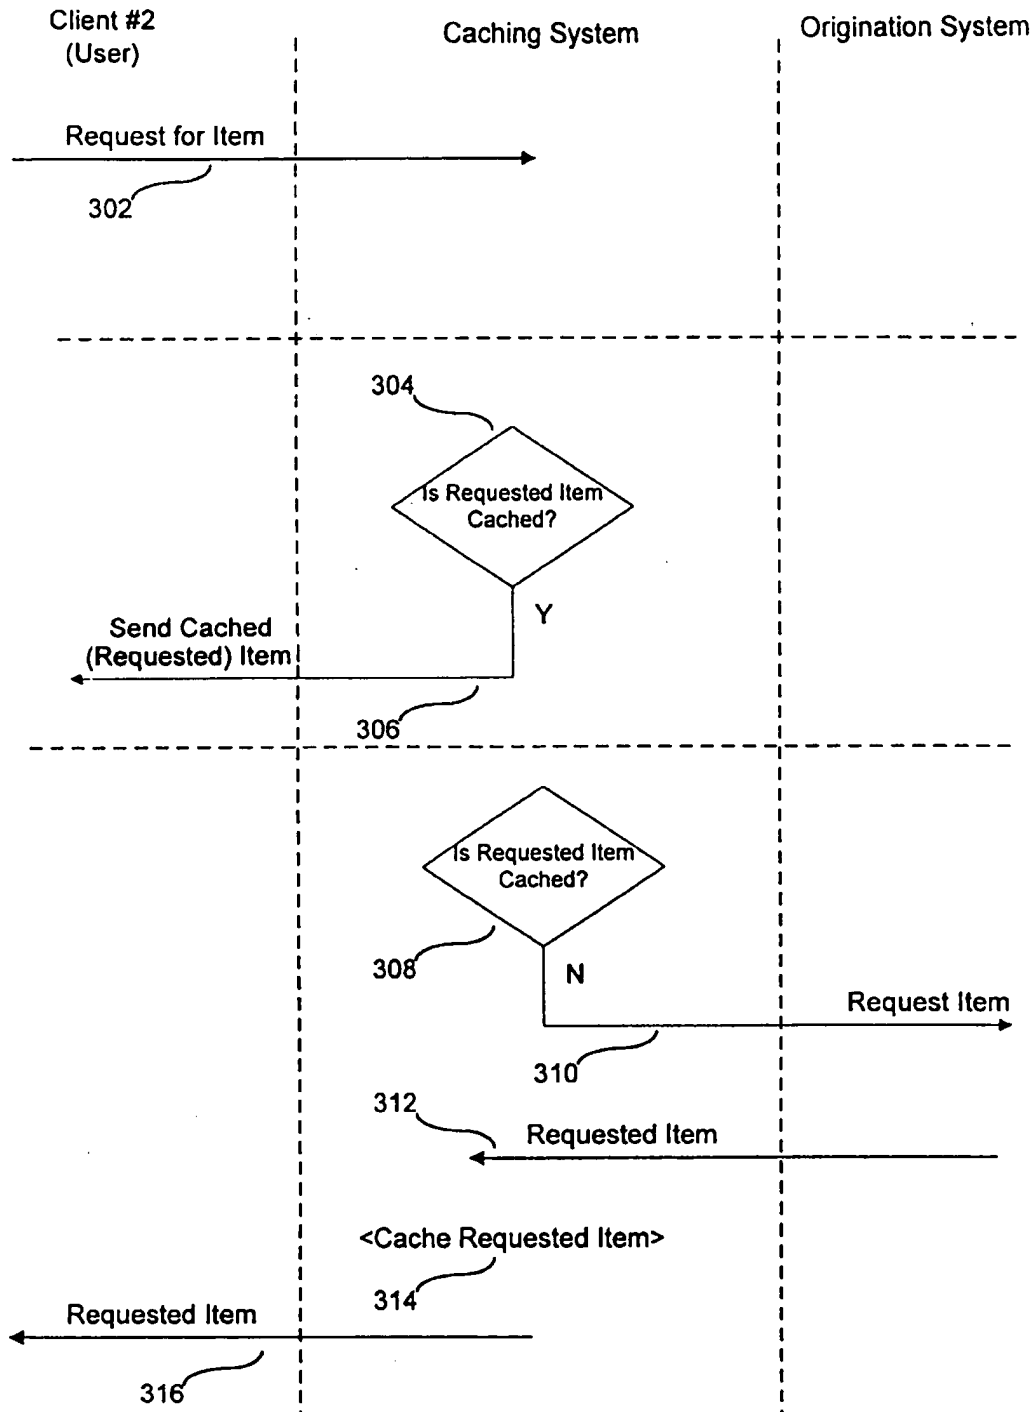 Client #2
(User)
Caching System
Origination System
Request for Item
302
304
Is Requested Item
Cached?
Y
Send Cached
(Requested) Item
306
Is Requested Item
Cached?
308
N
Request Item
310
312
Requested Item
<Cache Requested Item>
314
Requested Item
316